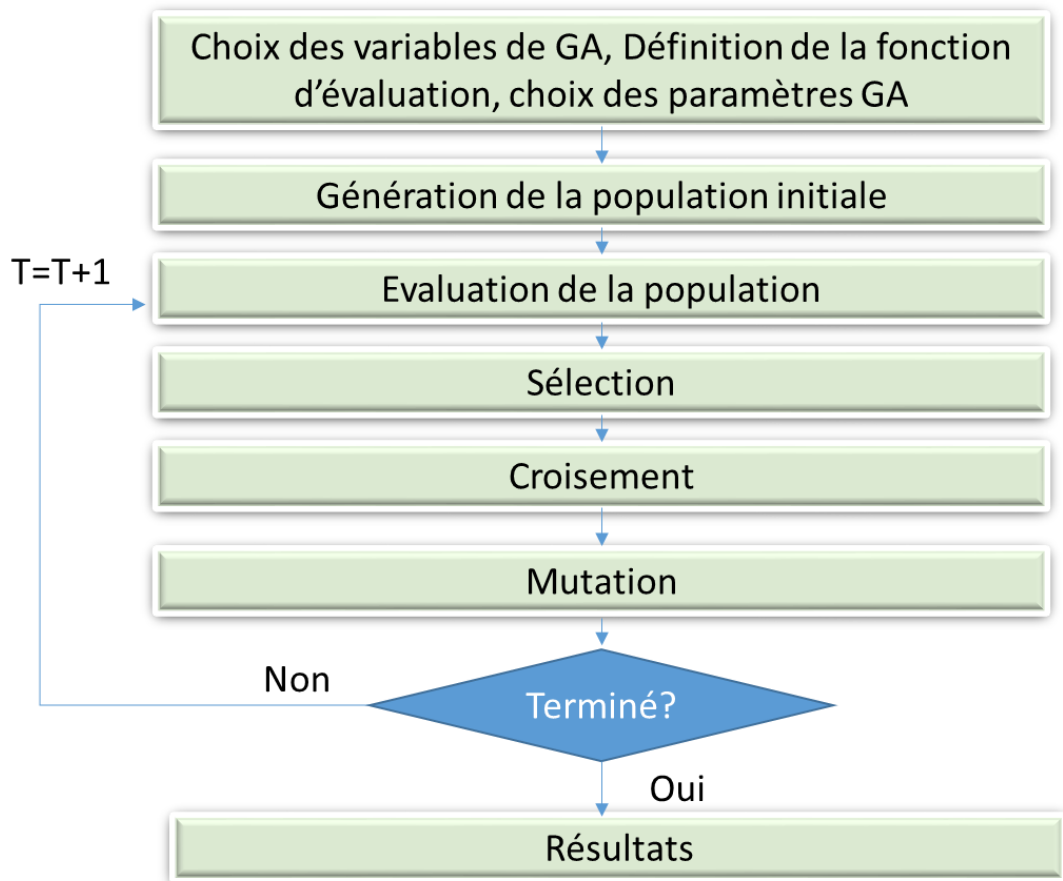 Choix des variables de GA, Définition de la fonction
d’évaluation, choix des paramètres GA
Génération de la population initiale
T=T+1
Evaluation de la population
Sélection
Croisement
Mutation
Non
Terminé?
Oui
Résultats